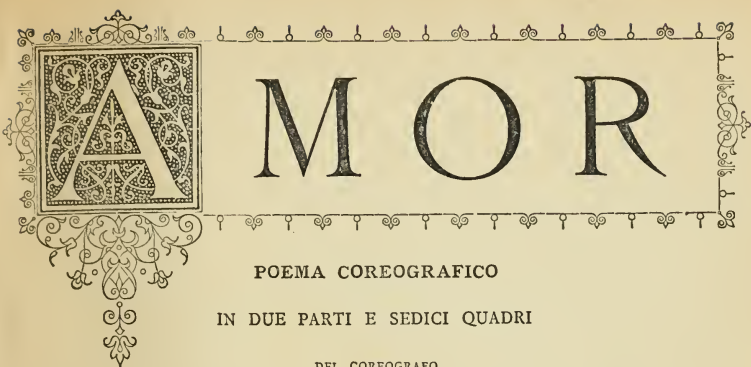 AMOR
POEMA COREOGRAFICO
IN DUE PARTI E SEDICI QUADRI
DEL COREOGRAFO